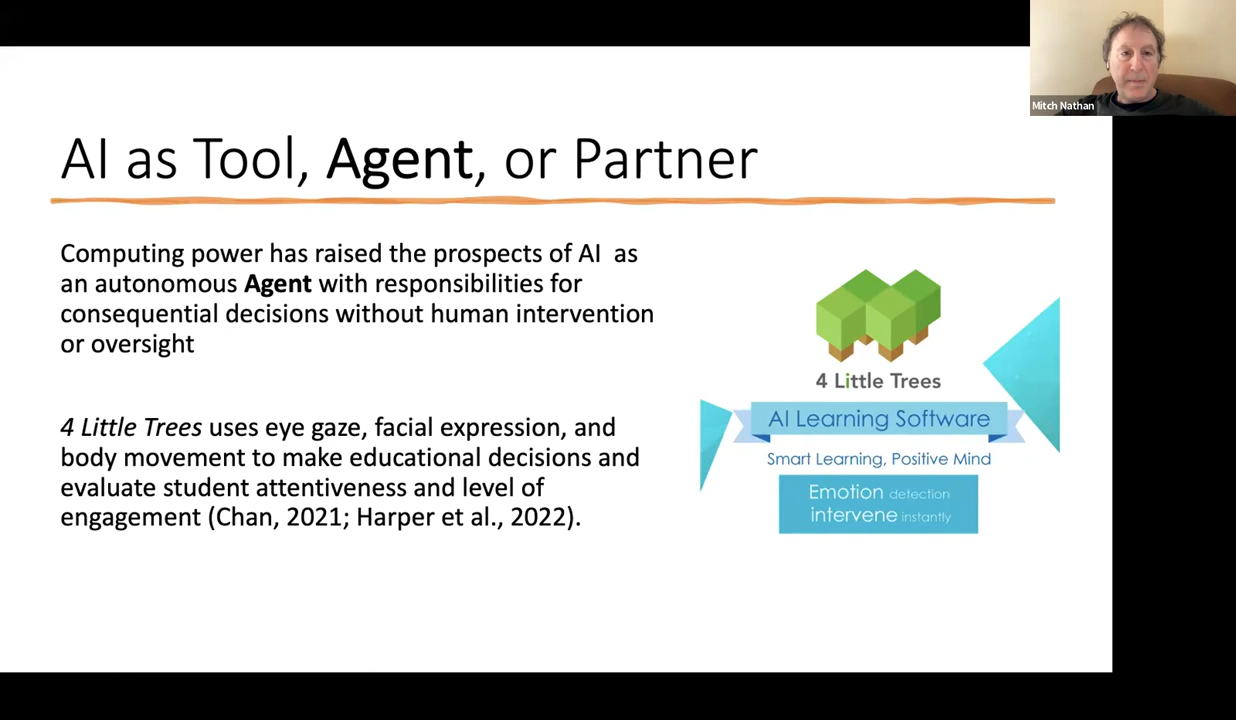 Mitch Nathan
AI as Tool, Agent, or Partner
Computing power has raised the prospects of AI as
an autonomous Agent with responsibilities for
consequential decisions without human intervention
or oversight
4 Little Trees uses eye gaze, facial expression, and
body movement to make educational decisions and
evaluate student attentiveness and level of
engagement (Chan, 2021; Harper et al., 2022).
4 Little Trees
AI Learning Software
Smart Learning, Positive Mind
Emotion detection
intervene instantly